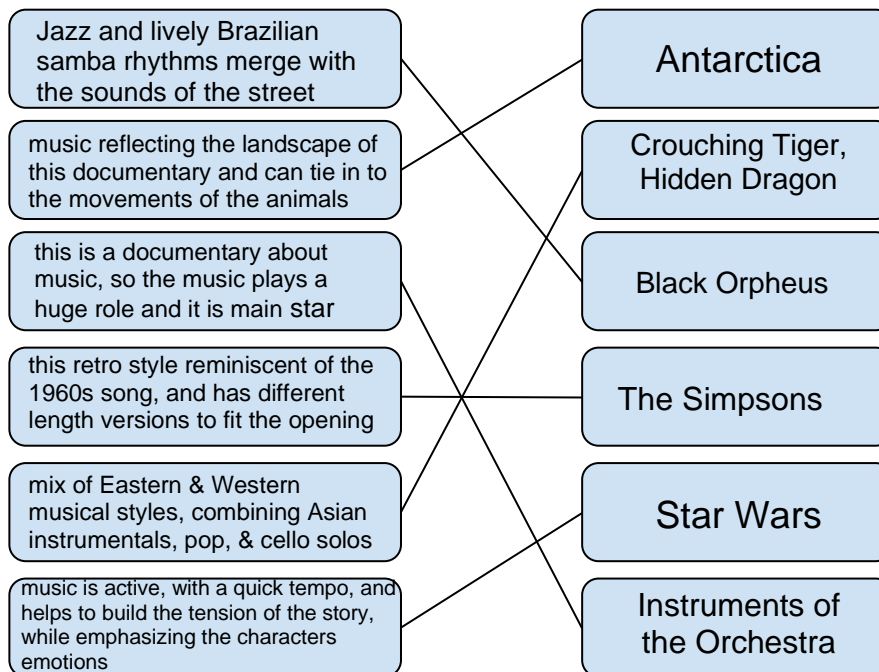 Jazz and lively Brazilian
samba rhythms merge with
the sounds of the street
music reflecting the landscape of
this documentary and can tie in to
the movements of the animals
this is a documentary about
music, so the music plays a
huge role and it is main star
this retro style reminiscent of the
1960s song, and has different
length versions to fit the opening
mix of Eastern & Western
musical styles, combining Asian
instrumentals, pop, & cello solos
music is active, with a quick tempo, and
helps to build the tension of the story,
while emphasizing the characters
emotions
Antarctica
Crouching Tiger,
Hidden Dragon
Black Orpheus
The Simpsons
Star Wars
Instruments of
the Orchestra